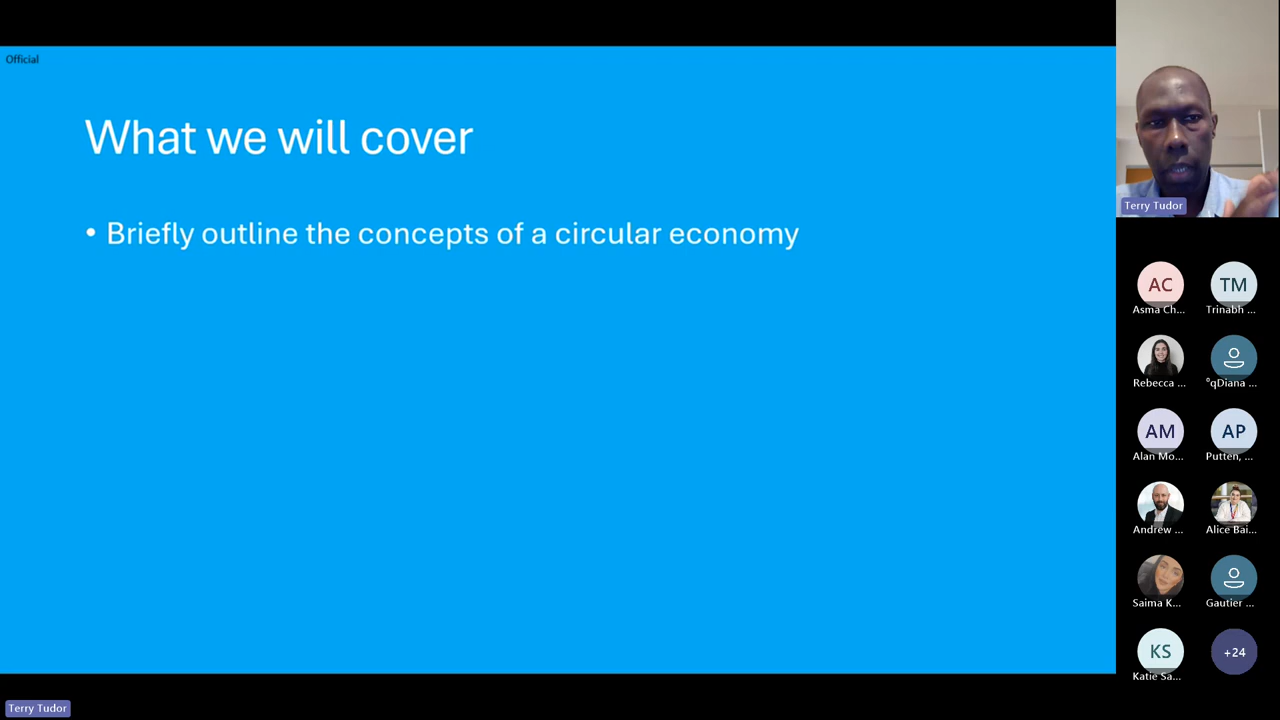 Official
What we will cover
• Briefly outline the concepts of a circular economy
Terry Tudor
AC
TM
Asma Ch...
Trinabh ...
Rebecca ...
°qDiana ...
AM
AP
Alan Mo...
Putten, ...
Andrew ...
Alice Bai...
Saima K...
Gautier ...
KS
+24
Katie Sa...
Terry Tudor